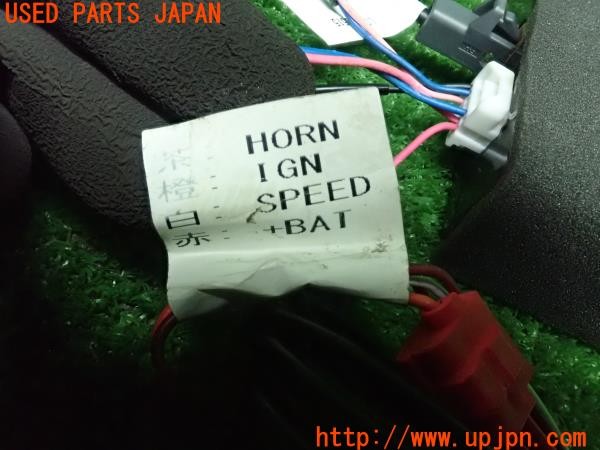 USED PARTS JAPAN
茶: HORN
橙: IGN
白: SPEED
赤: +BAT
http://www.upjpn.com/